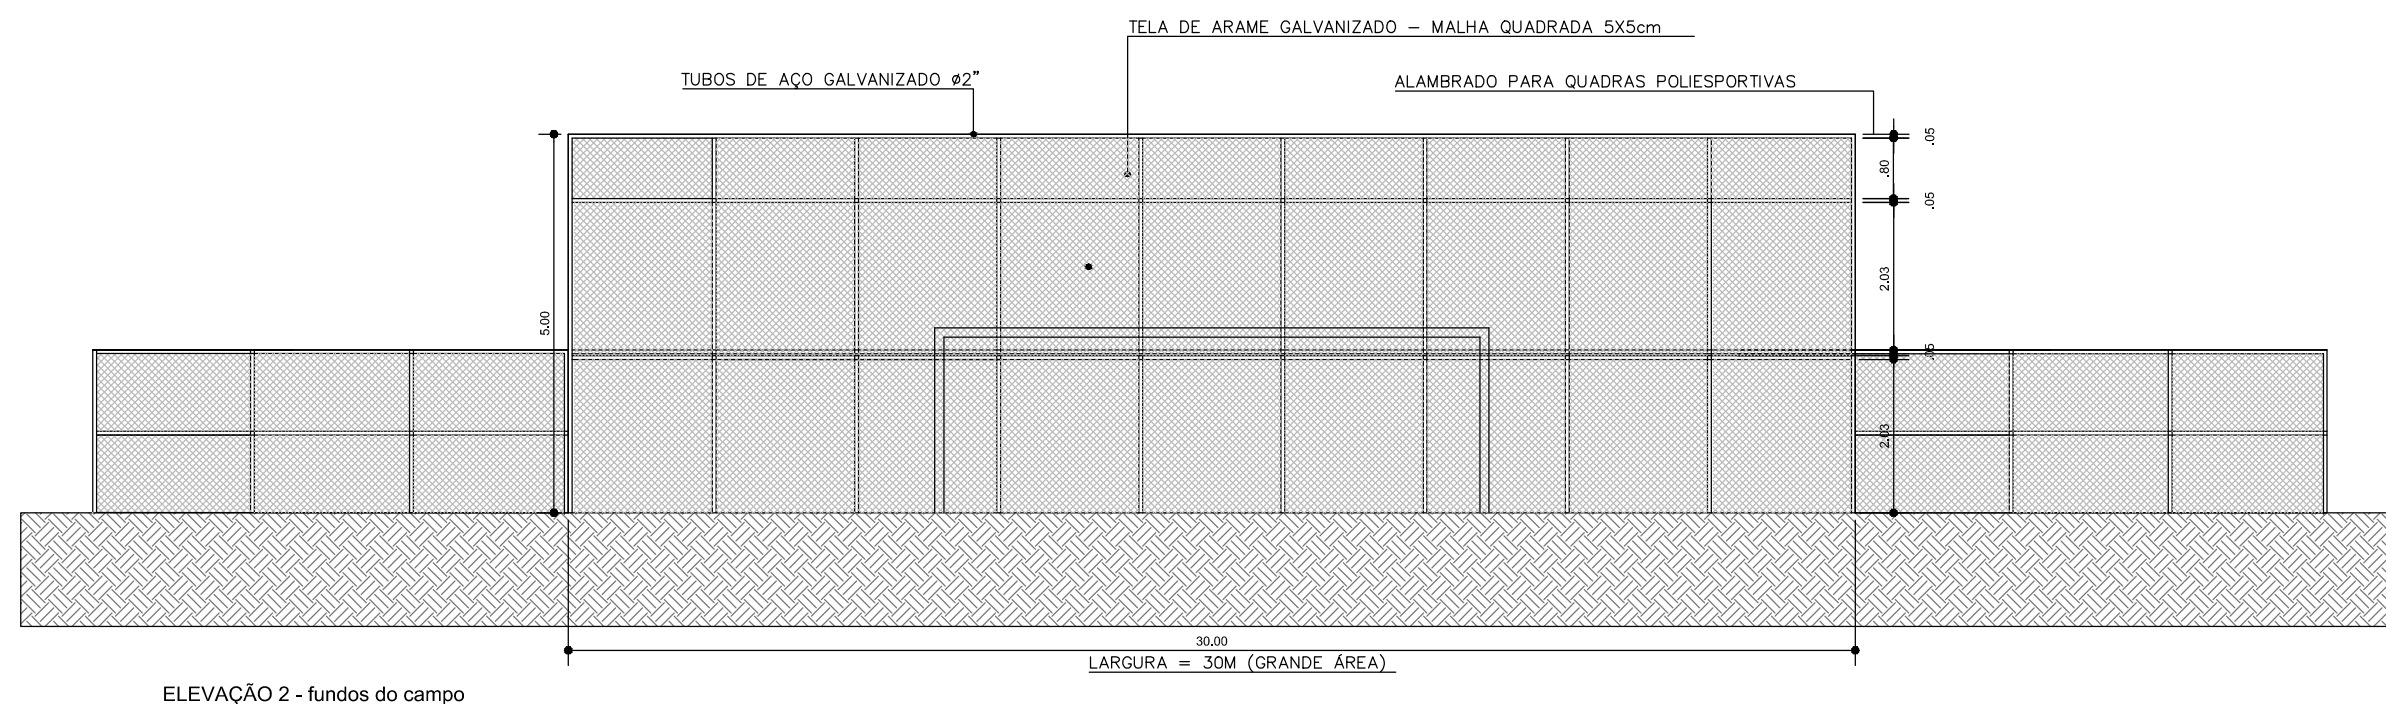 TELA DE ARAME GALVANIZADO – MALHA QUADRADA 5X5cm
TUBOS DE AÇO GALVANIZADO ø2”
ALAMBRADO PARA QUADRAS POLIESPORTIVAS
.05
.80
.05
2.03
5.00
.05
2.03
30.00
LARGURA = 30M (GRANDE ÁREA)
ELEVAÇÃO 2 - fundos do campo